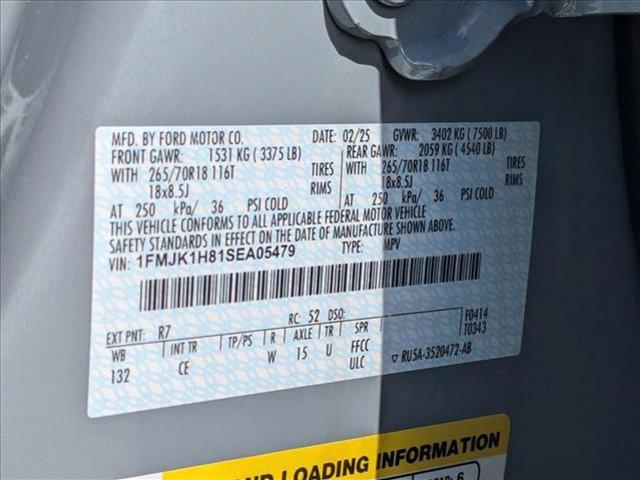 MFD. BY FORD MOTOR CO. DATE: 02/25 GVWR: 3402 KG (7500 LB)
FRONT GAWR: 1531 KG (3375 LB) REAR GAWR: 2059 KG (4540 LB)
WITH 265/70R18 116T TIRES WITH 265/70R18 116T TIRES
18x8.5J RIMS 18x8.5J RIMS
AT 250 kPa/ 36 PSI COLD AT 250 kPa/ 36 PSI COLD
THIS VEHICLE CONFORMS TO ALL APPLICABLE FEDERAL MOTOR VEHICLE
SAFETY STANDARDS IN EFFECT ON THE DATE OF MANUFACTURE SHOWN ABOVE.
VIN: 1FMJK1H81SEA05479 TYPE: MPV
EXT PNT: R7 RC: 52 DSO: F0414
T0343
WB INT TR TP/PS R AXLE TR SPR
132 CE W 15 U FFCC
ULC ▽ RU5A-3520472-AB
AND LOADING INFORMATION